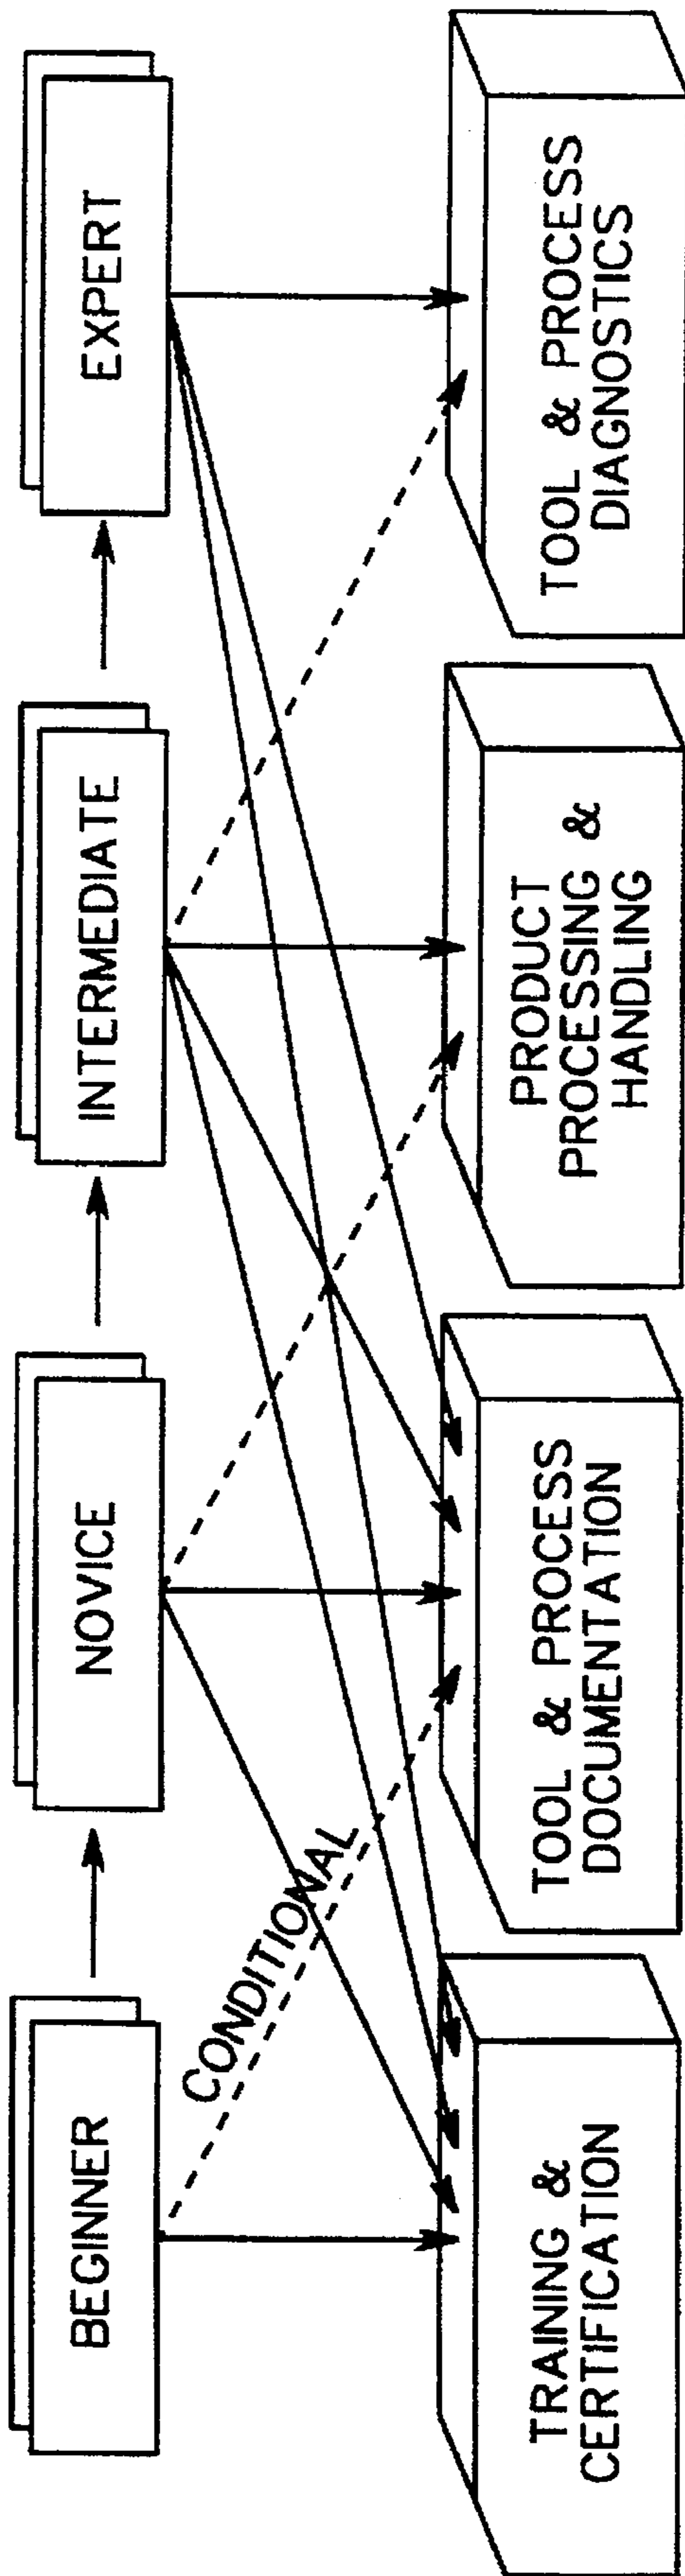 BEGINNER
NOVICE
INTERMEDIATE
EXPERT
CONDITIONAL
TRAINING &
CERTIFICATION
TOOL & PROCESS
DOCUMENTATION
PRODUCT
PROCESSING &
HANDLING
TOOL & PROCESS
DIAGNOSTICS